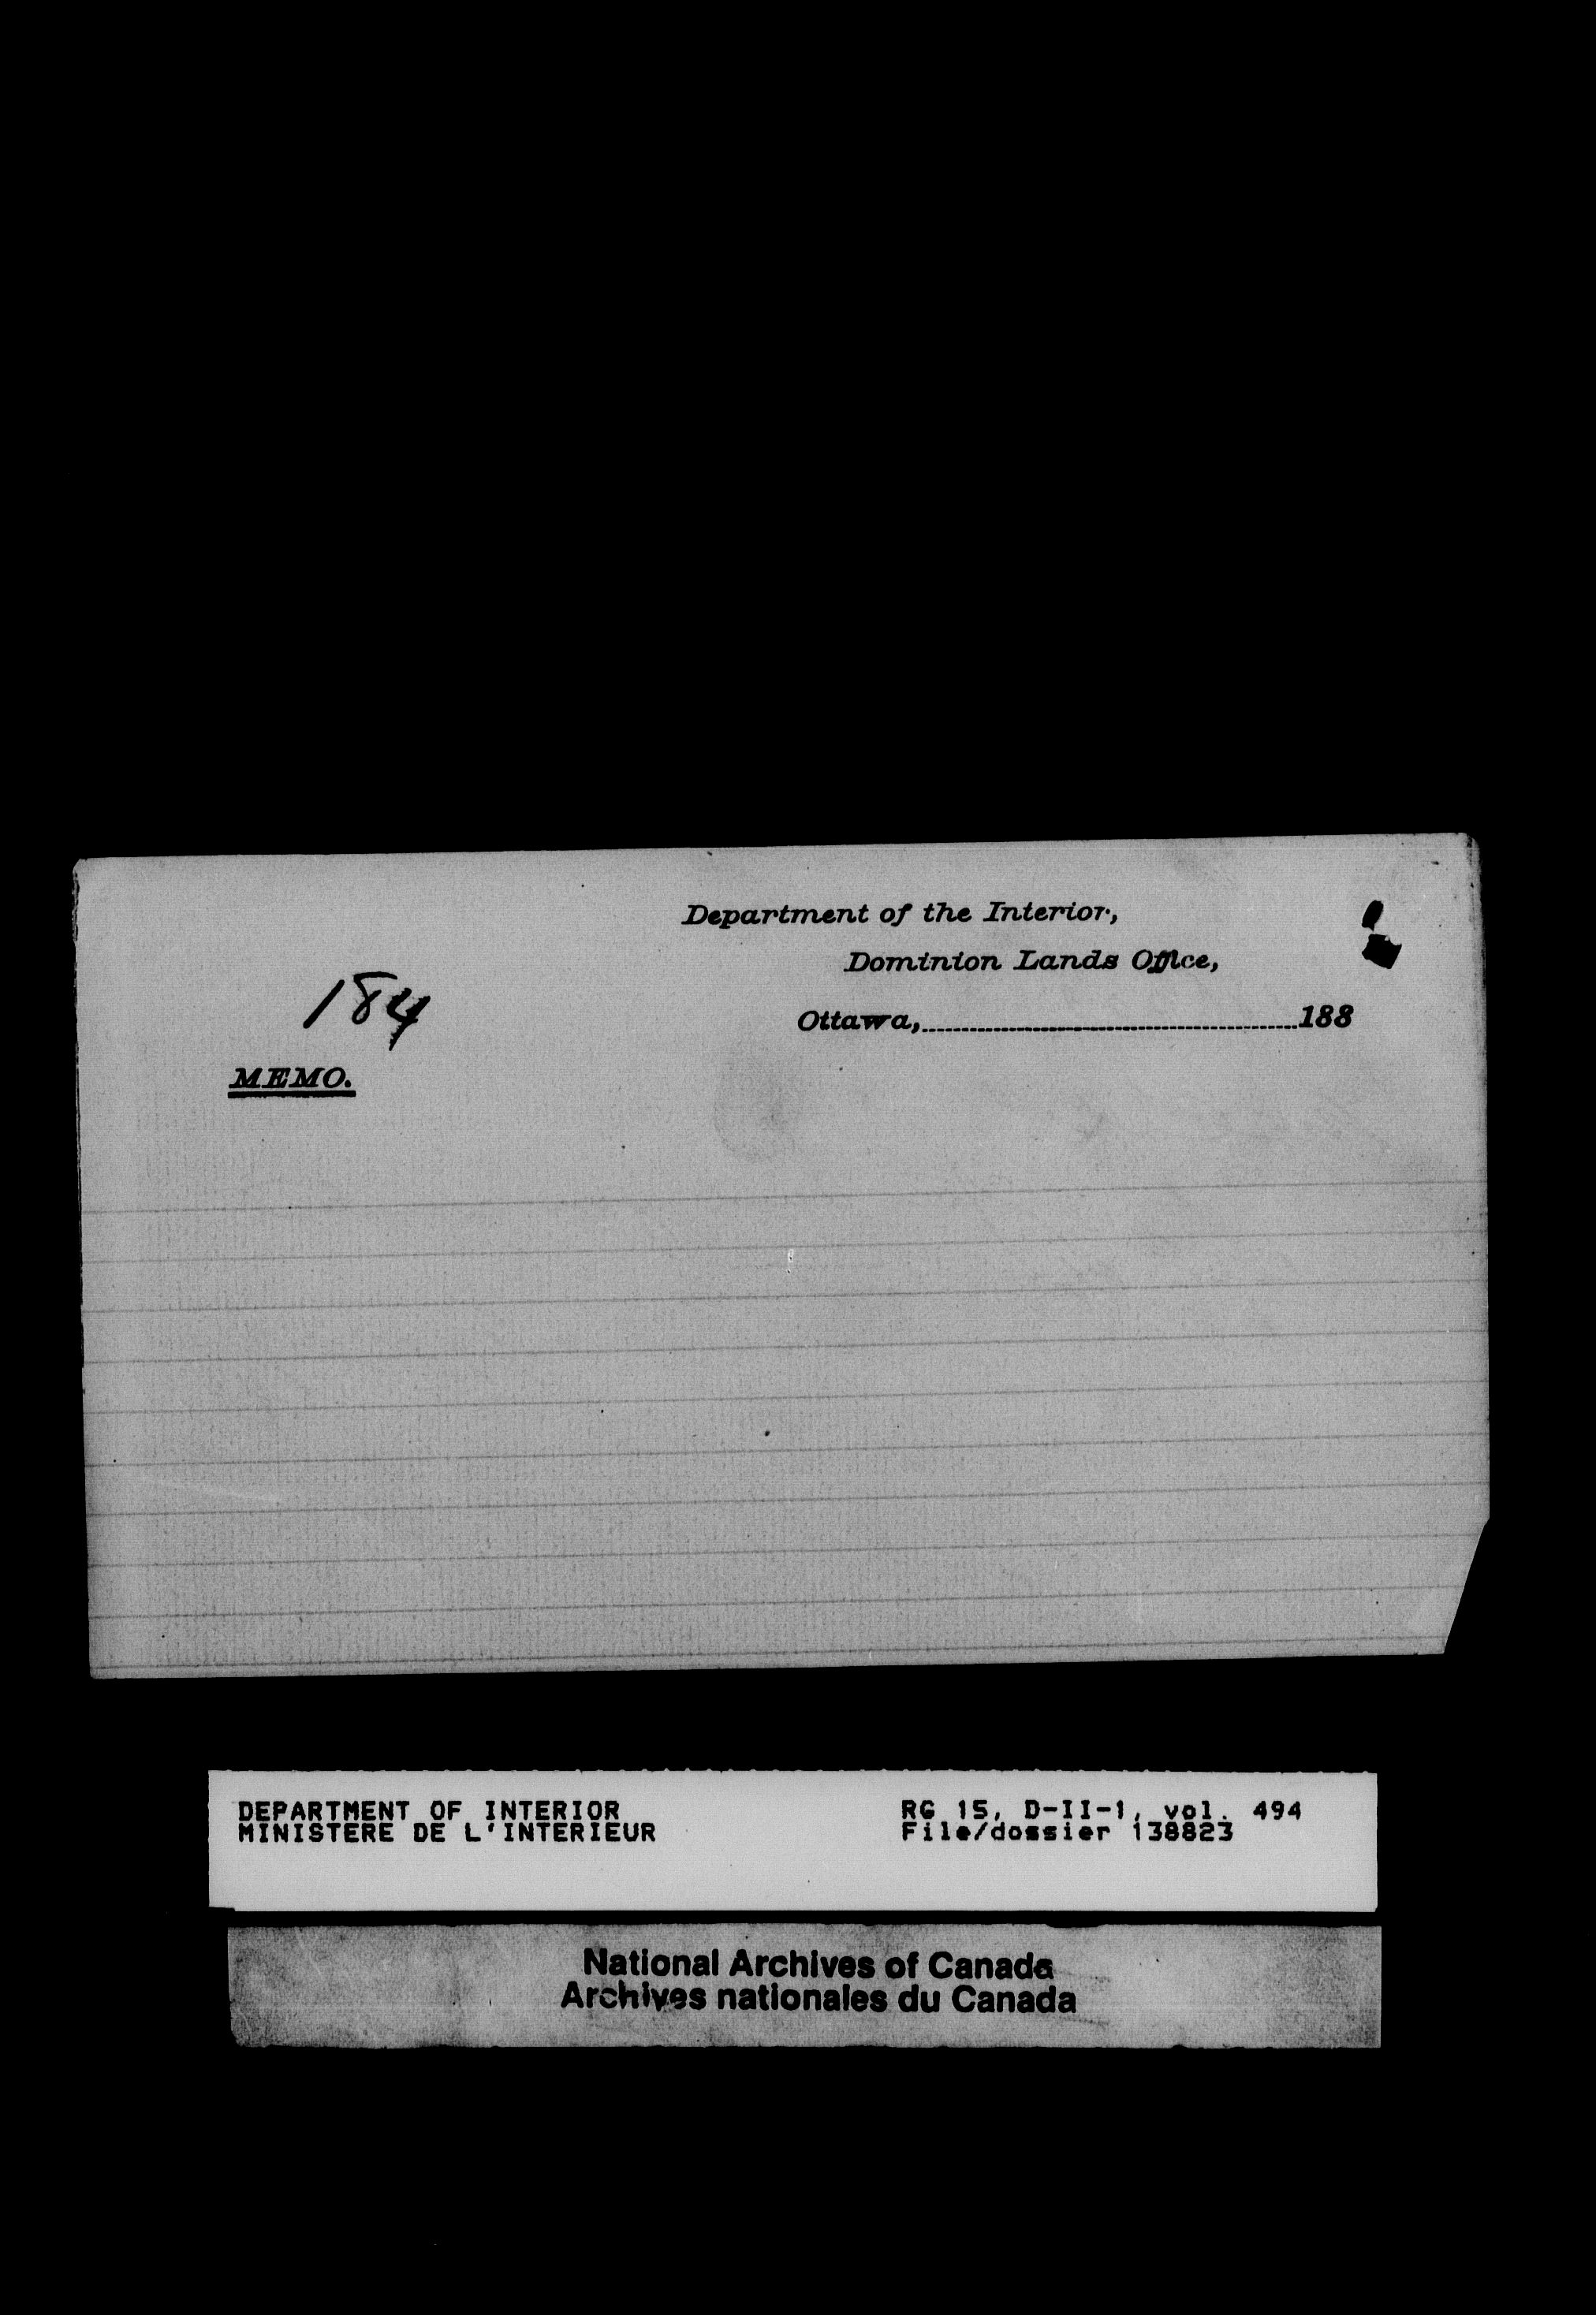 Department of the Interior,
Dominion Lands Office,
184
Ottawa,..............................188
MEMO.
DEPARTMENT OF INTERIOR
MINISTERE DE L'INTERIEUR
RG 15, D-II-1, vol. 494
File/dossier 138823
National Archives of Canada
Archives nationales du Canada